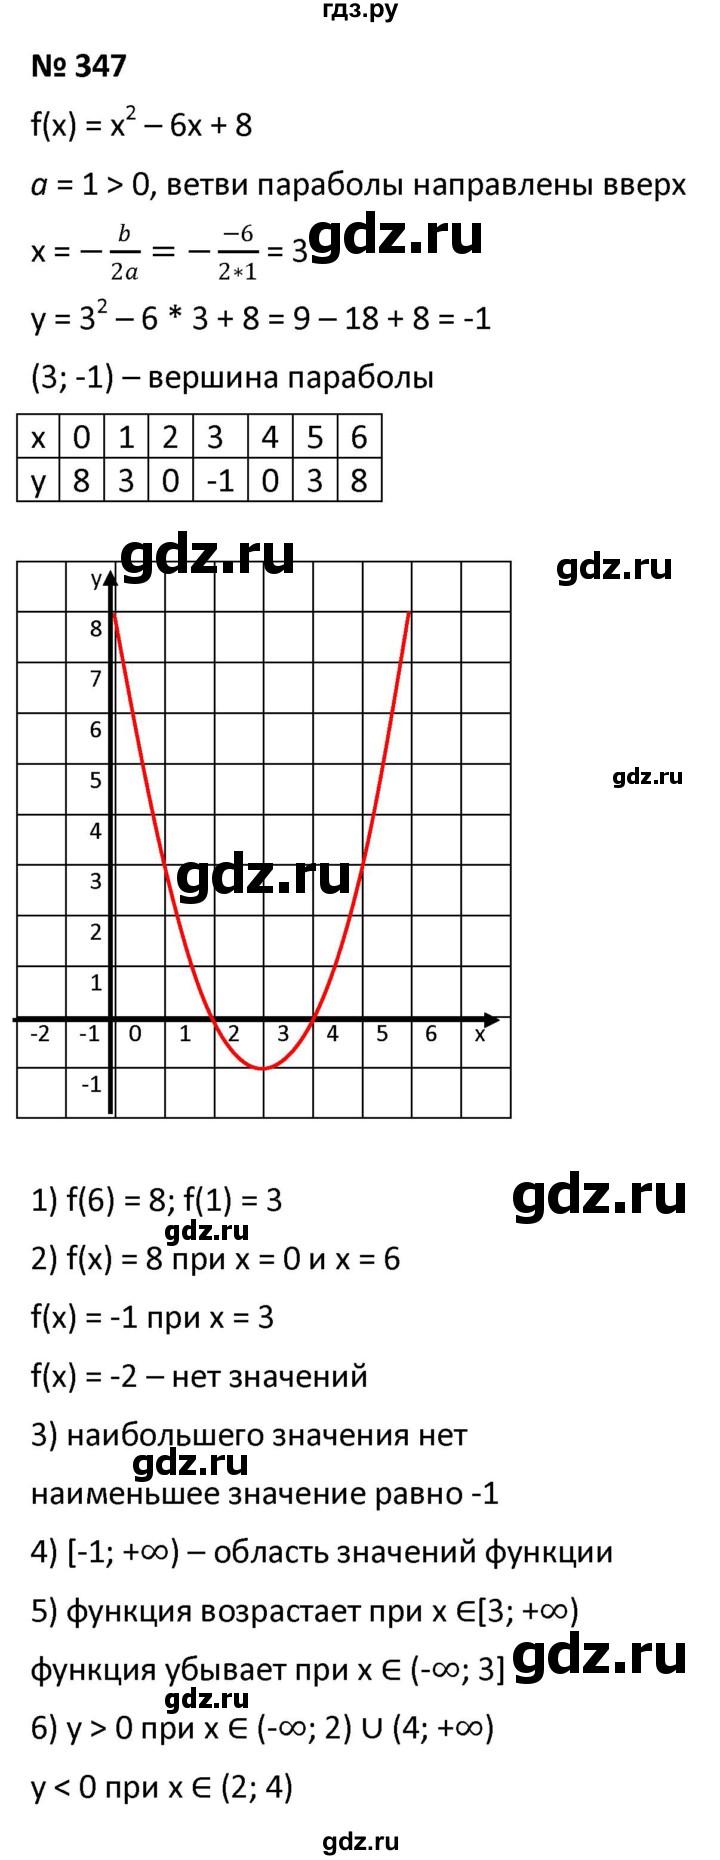 гдз.ру
№ 347
f(x) = x² – 6x + 8
a = 1 > 0, ветви параболы направлены вверх
x = − b/2a = − −6/2∗1 = 3
gdz.ru
y = 3² – 6 * 3 + 8 = 9 – 18 + 8 = -1
(3; -1) – вершина параболы
x 0 1 2 3 4 5 6
y 8 3 0 -1 0 3 8
gdz.ru
gdz.ru
y
8
7
6
5
gdz.ru
4
3
gdz.ru
2
1
-2 -1 0 1 2 3 4 5 6 x
-1
1) f(6) = 8; f(1) = 3
gdz.ru
gdz.ru
2) f(x) = 8 при x = 0 и x = 6
f(x) = -1 при x = 3
f(x) = -2 – нет значений
3) наибольшего значения нет
gdz.ru
наименьшее значение равно -1
4) [-1; +∞) – область значений функции
5) функция возрастает при x ∈[3; +∞)
функция убывает при x ∈ (-∞; 3]
gdz.ru
gdz.ru
6) y > 0 при x ∈ (-∞; 2) ∪ (4; +∞)
y < 0 при x ∈ (2; 4)
gdz.ru